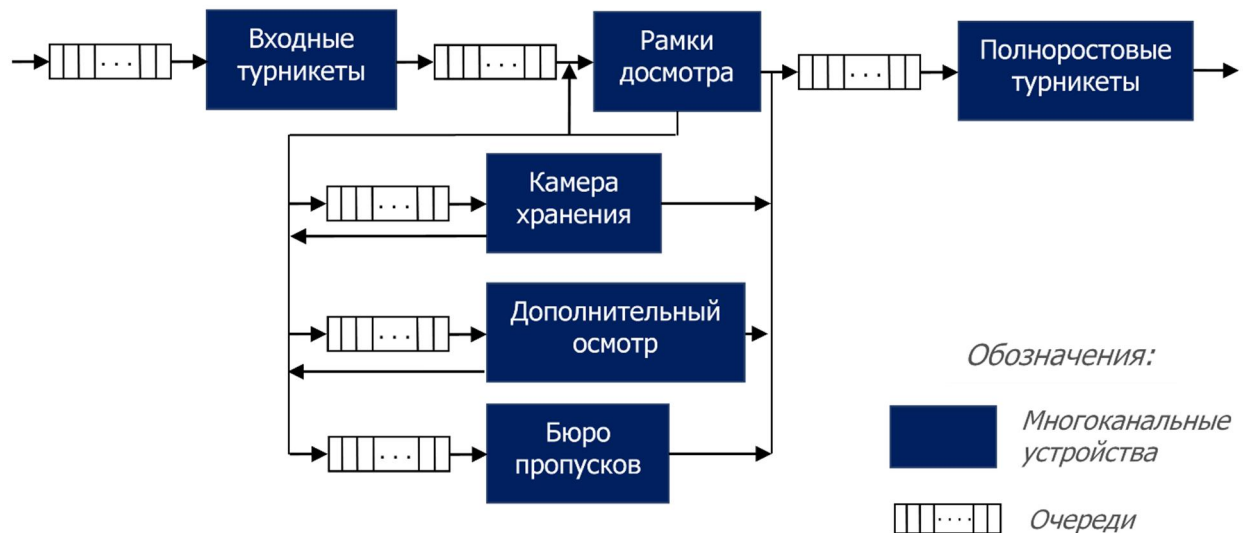 Входные
турникеты
Рамки
досмотра
Полноростовые
турникеты
Камера
хранения
Дополнительный
осмотр
Бюро
пропусков
Обозначения:
Многоканальные
устройства
Очереди